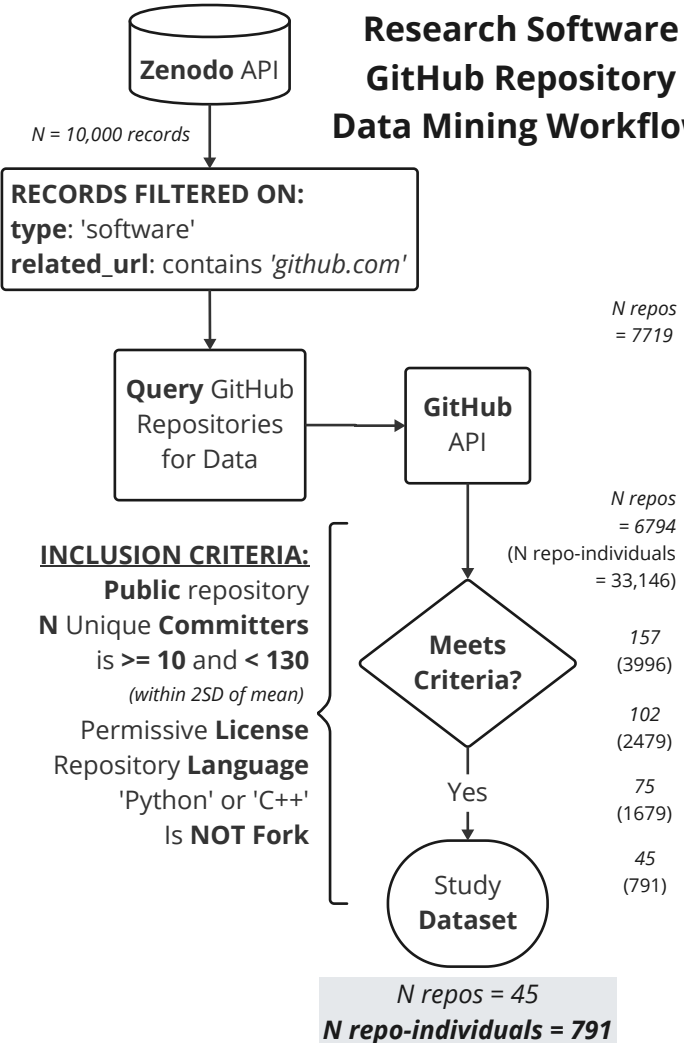 Research Software
GitHub Repository
Data Mining Workflow
Zenodo API
N = 10,000 records
RECORDS FILTERED ON:
type: 'software'
related_url: contains 'github.com'
N repos
= 7719
Query GitHub
Repositories
for Data
GitHub
API
N repos
= 6794
(N repo-individuals
= 33,146)
INCLUSION CRITERIA:
Public repository
N Unique Committers
is >= 10 and < 130
(within 2SD of mean)
Permissive License
Repository Language
'Python' or 'C++'
Is NOT Fork
Meets
Criteria?
157
(3996)
102
(2479)
Yes
75
(1679)
45
(791)
Study
Dataset
N repos = 45
N repo-individuals = 791